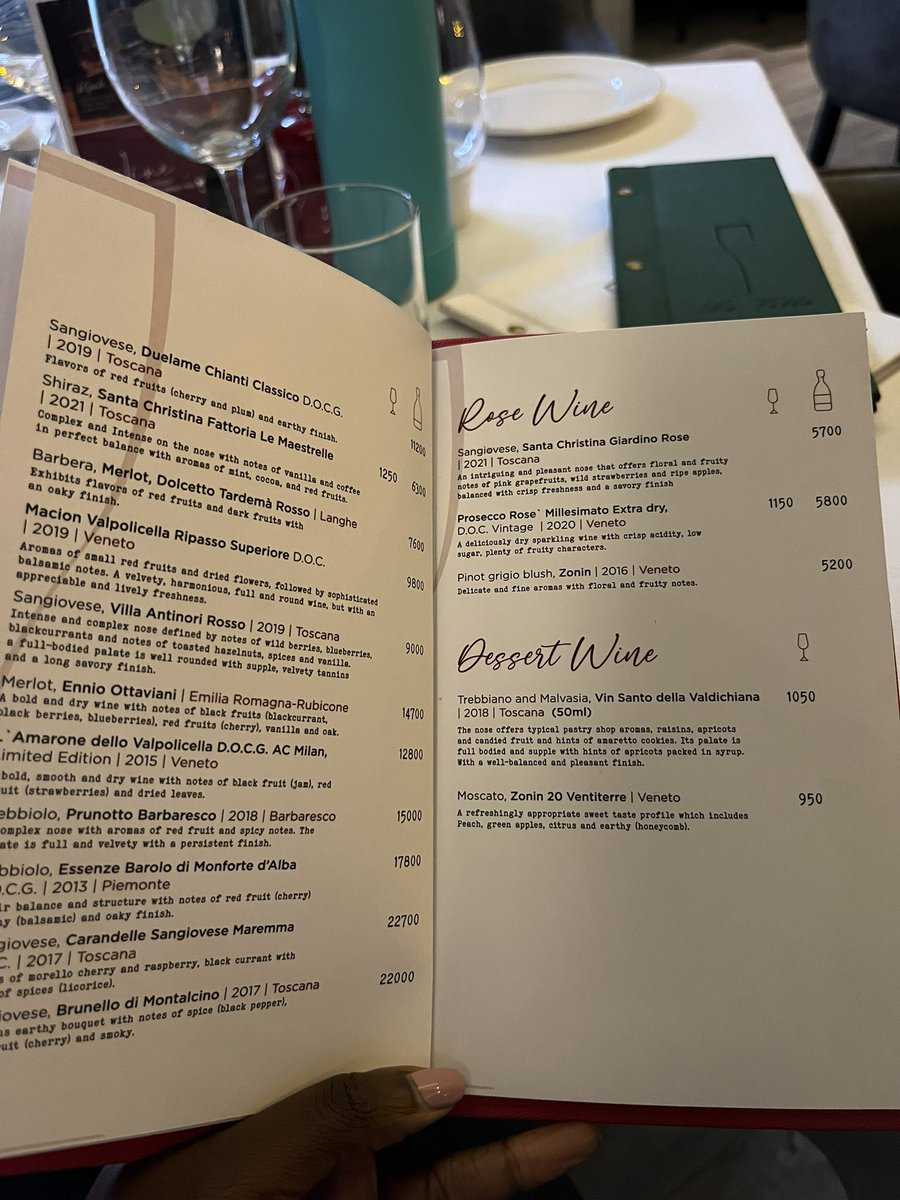 Sangiovese, Duelame Chianti Classico D.O.C.G.
| 2019 | Toscana
Flavors of red fruits (cherry and plum) and earthy finish.
11200
Shiraz, Santa Christina Fattoria Le Maestrelle
| 2021 | Toscana
1250 6300
Complex and Intense on the nose with notes of vanilla and coffee
in perfect balance with aromas of mint, cocoa, and red fruits.
Barbera, Merlot, Dolcetto Tardemà Rosso | Langhe
7600
Exhibits flavors of red fruits and dark fruits with
an oaky finish.
Macion Valpolicella Ripasso Superiore D.O.C.
| 2019 | Veneto
9800
Aromas of small red fruits and dried flowers, followed by sophisticated
balsamic notes. A velvety, harmonious, full and round wine, but with an
appreciable and lively freshness.
Sangiovese, Villa Antinori Rosso | 2019 | Toscana
9000
Intense and complex nose defined by notes of wild berries, blueberries,
blackcurrants and notes of toasted hazelnuts, spices and vanilla.
a full-bodied palate is well rounded with supple, velvety tannins
and a long savory finish.
Merlot, Ennio Ottaviani | Emilia Romagna-Rubicone
14700
A bold and dry wine with notes of black fruits (blackcurrant,
black berries, blueberries), red fruits (cherry), vanilla and oak.
Amarone dello Valpolicella D.O.C.G. AC Milan,
Limited Edition | 2015 | Veneto
12800
bold, smooth and dry wine with notes of black fruit (jam), red
uit (strawberries) and dried leaves.
ebbiolo, Prunotto Barbaresco | 2018 | Barbaresco
15000
omplex nose with aromas of red fruit and spicy notes. The
ate is full and velvety with a persistent finish.
bbiolo, Essenze Barolo di Monforte d'Alba
O.C.G. | 2013 | Piemonte
17800
ir balance and structure with notes of red fruit (cherry)
hy (balsamic) and oaky finish.
giovese, Carandelle Sangiovese Maremma
C. | 2017 | Toscana
22700
s of morello cherry and raspberry, black currant with
of spices (licorice).
iovese, Brunello di Montalcino | 2017 | Toscana
22000
us earthy bouquet with notes of spice (black pepper),
uit (cherry) and smoky.
Rose Wine
Sangiovese, Santa Christina Giardino Rose
| 2021 | Toscana
5700
An intriguing and pleasant nose that offers floral and fruity
notes of pink grapefruits, wild strawberries and ripe apples,
balanced with crisp freshness and a savory finish
Prosecco Rose` Millesimato Extra dry,
D.O.C. Vintage | 2020 | Veneto
1150 5800
A deliciously dry sparkling wine with crisp acidity, low
sugar, plenty of fruity characters.
Pinot grigio blush, Zonin | 2016 | Veneto
5200
Delicate and fine aromas with floral and fruity notes.
Dessert Wine
Trebbiano and Malvasia, Vin Santo della Valdichiana
| 2018 | Toscana (50ml)
1050
The nose offers typical pastry shop aromas, raisins, apricots
and candied fruit and hints of amaretto cookies. Its palate is
full bodied and supple with hints of apricots packed in syrup.
With a well-balanced and pleasant finish.
Moscato, Zonin 20 Ventiterre | Veneto
950
A refreshingly appropriate sweet taste profile which includes
Peach, green apples, citrus and earthy (honeycomb).